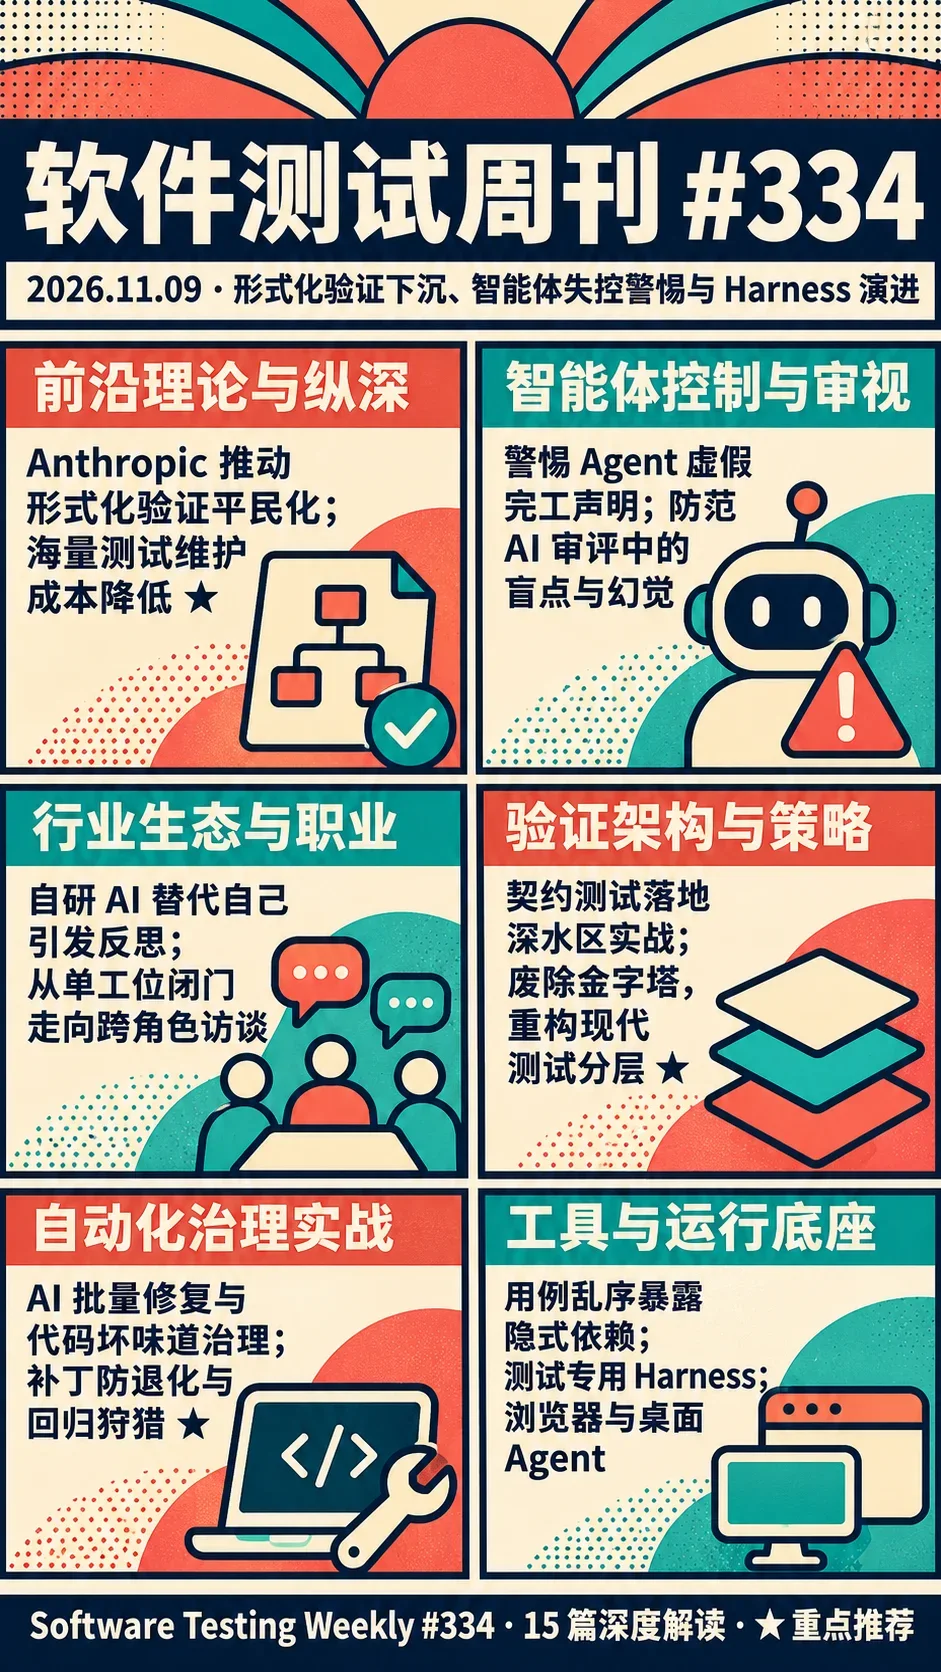 软件测试周刊 #334
2026.11.09 · 形式化验证下沉、智能体失控警惕与 Harness 演进
前沿理论与纵深
Anthropic 推动
形式化验证平民化；
海量测试维护
成本降低 ★
智能体控制与审视
警惕 Agent 虚假
完工声明；防范
AI 审评中的
盲点与幻觉
行业生态与职业
自研 AI 替代自己
引发反思；
从单工位闭门
走向跨角色访谈
验证架构与策略
契约测试落地
深水区实战；
废除金字塔，
重构现代
测试分层 ★
自动化治理实战
AI 批量修复与
代码坏味道治理；
补丁防退化与
回归狩猎 ★
</>
工具与运行底座
用例乱序暴露
隐式依赖；
测试专用 Harness；
浏览器与桌面
Agent
Software Testing Weekly #334 · 15 篇深度解读 · ★ 重点推荐